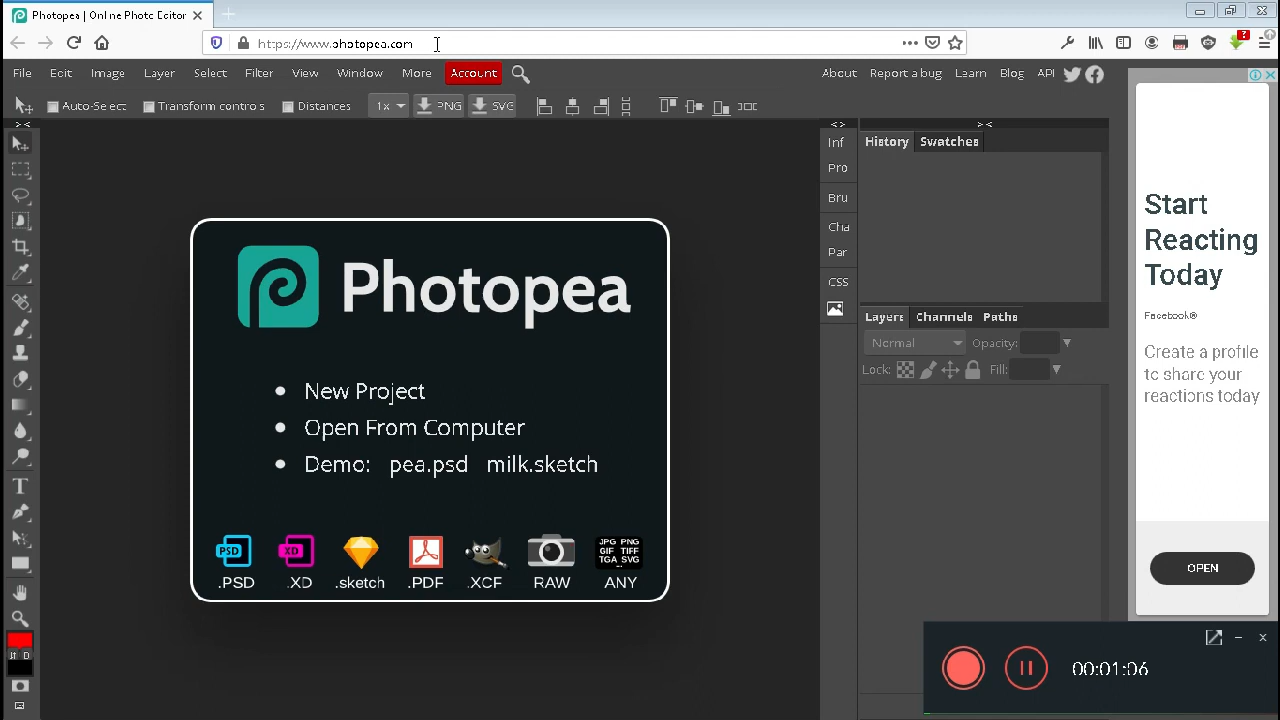 Photopea | Online Photo Editor
https://www.photopea.com
?
File Edit Image Layer Select Filter View Window More Account
About Report a bug Learn Blog API
Auto-Select Transform controls Distances 1x PNG SVG
> <
< >
> <
Inf
Pro
Bru
Cha
Par
CSS
History Swatches
Layers Channels Paths
Normal Opacity:
Lock: Fill:
Photopea
New Project
Open From Computer
Demo: pea.psd milk.sketch
PSD XD JPG PNG
GIF TIFF
TGA SVG
...
.PSD .XD .sketch .PDF .XCF RAW ANY
T
D
Start
Reacting
Today
Facebook®
Create a profile
to share your
reactions today
OPEN
00:01:06